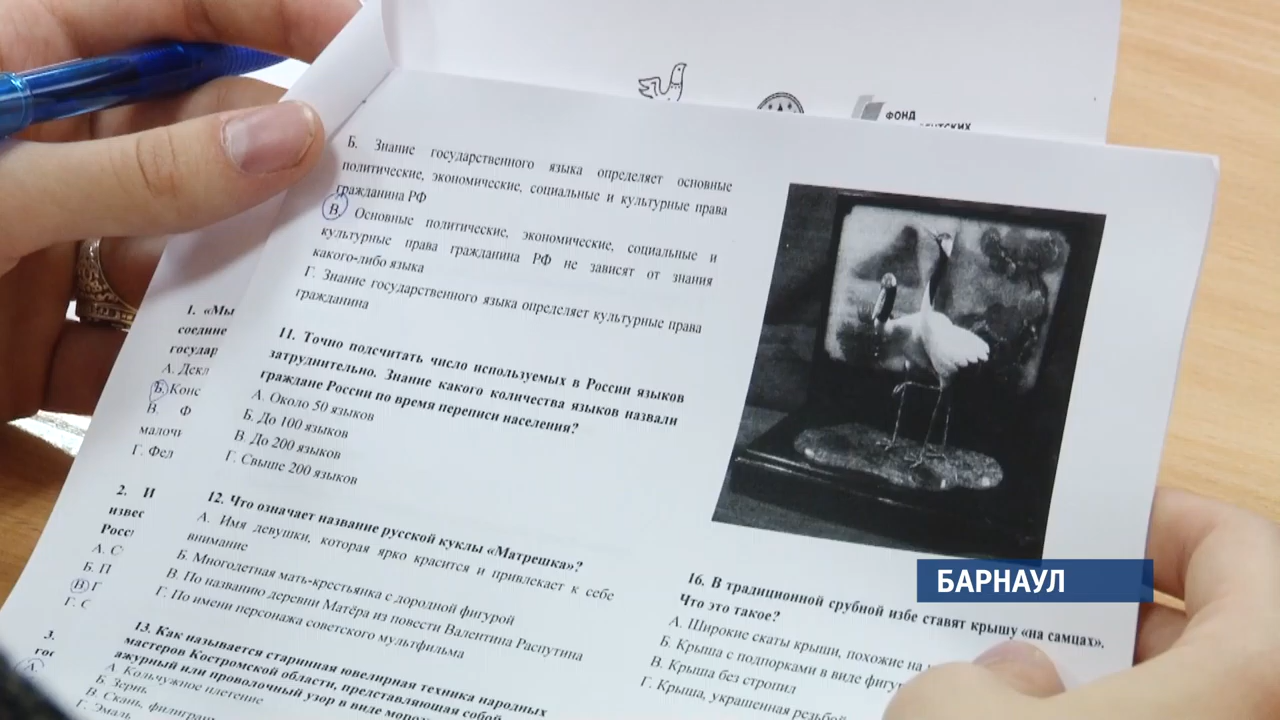 ФОНД
Б. Знание государственного языка определяет основные
политические, экономические, социальные и культурные права
гражданина РФ
В. Основные политические, экономические, социальные и
культурные права гражданина РФ не зависят от знания
какого-либо языка
Г. Знание государственного языка определяет культурные права
гражданина
11. Точно подсчитать число используемых в России языков
затруднительно. Знание какого количества языков назвали
граждане России по время переписи населения?
А. Около 50 языков
Б. До 100 языков
В. До 200 языков
Г. Свыше 200 языков
12. Что означает название русской куклы «Матрешка»?
А. Имя девушки, которая ярко красится и привлекает к себе
внимание
Б. Многодетная мать-крестьянка с дородной фигурой
В. По названию деревни Матёра из повести Валентина Распутина
Г. По имени персонажа советского мультфильма
13. Как называется старинная ювелирная техника народных
мастеров Костромской области, представляющая собой
ажурный или проволочный узор в виде
А. Кольчужное плетение
Б. Зернь
В. Скань,
Г. Эмаль
1. «Мы
соедине
государ
А. Декл
Б. Конс
В. Ф
малоч
Г. Фел
2. И
извес
Росс
А. С
Б. П
В Г
Г. С
3.
гос
А.
16. В традиционной срубной избе ставят крышу «на самцах».
Что это такое?
А. Широкие скаты крыши, похожие на
Б. Крыша с подпорками в виде фигур
В. Крыша без стропил
Г. Крыша, украшенная резьбой
БАРНАУЛ